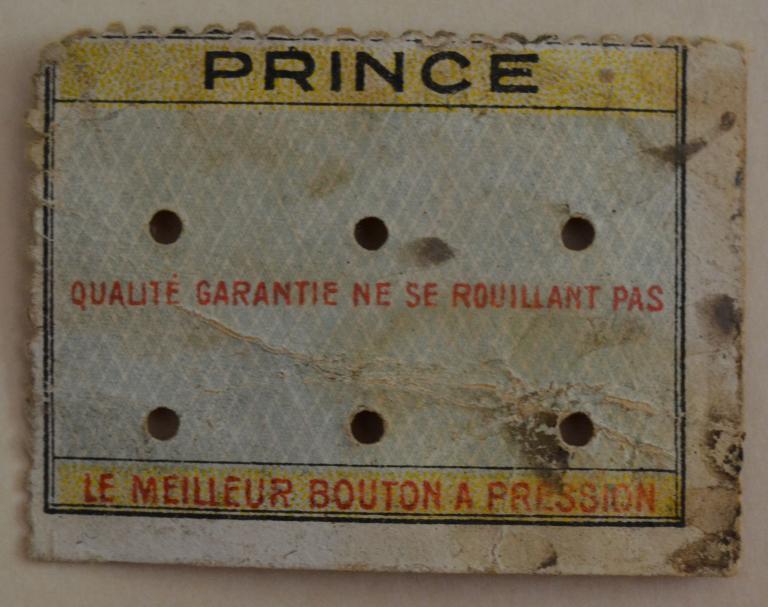 PRINCE
QUALITÉ GARANTIE NE SE ROUILLANT PAS
LE MEILLEUR BOUTON A PRESSION